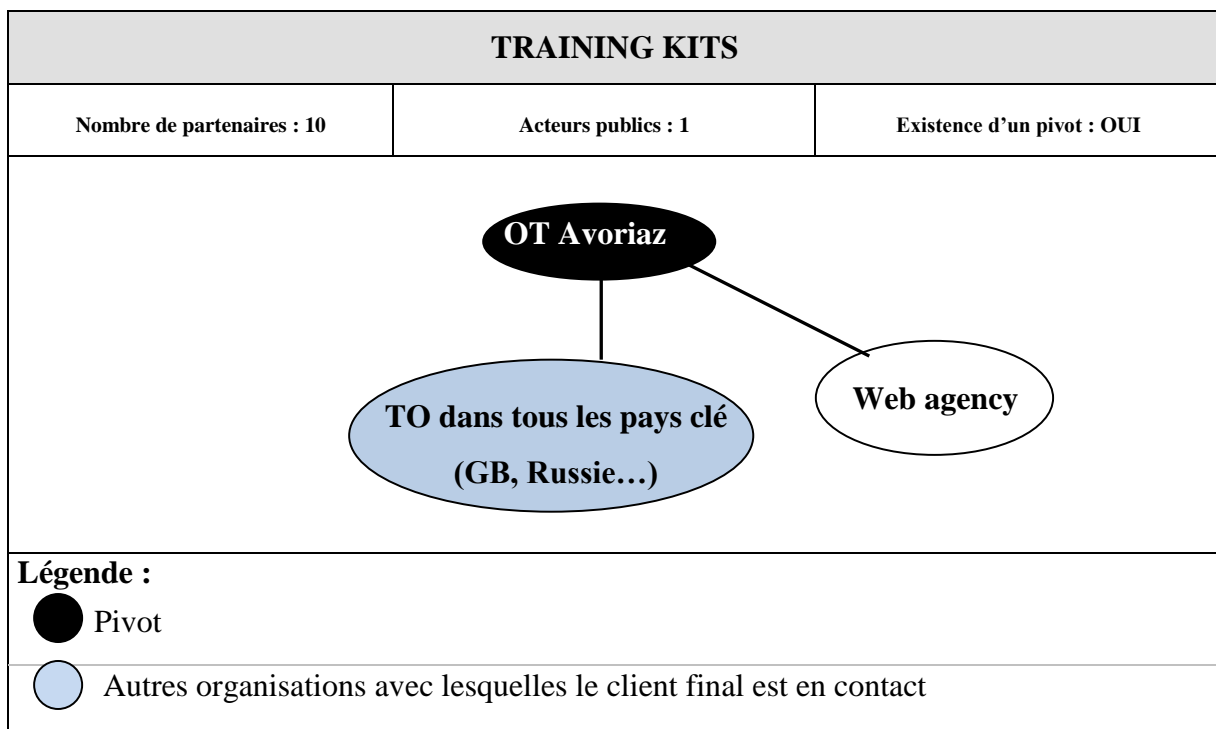 TRAINING KITS
Nombre de partenaires : 10
Acteurs publics : 1
Existence d’un pivot : OUI
OT Avoriaz
TO dans tous les pays clé
(GB, Russie…)
Web agency
Légende :
Pivot
Autres organisations avec lesquelles le client final est en contact